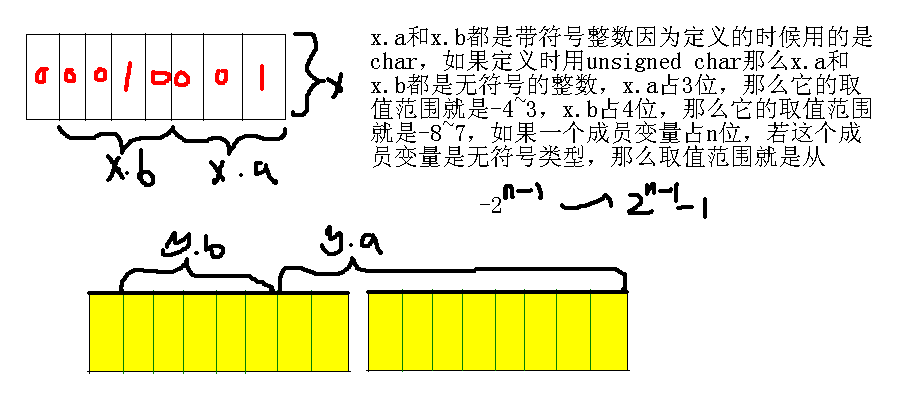 x.a和x.b都是带符号整数因为定义的时候用的是
char，如果定义时用unsigned char那么x.a和
x.b都是无符号的整数，x.a占3位，那么它的取
值范围就是-4~3，x.b占4位，那么它的取值范围
就是-8~7，如果一个成员变量占n位，若这个成
员变量是无符号类型，那么取值范围就是从
-2^n-1 ~ 2^n-1-1
0 0 0 1 0 0 0 1
x
x.b x.a
y.b y.a